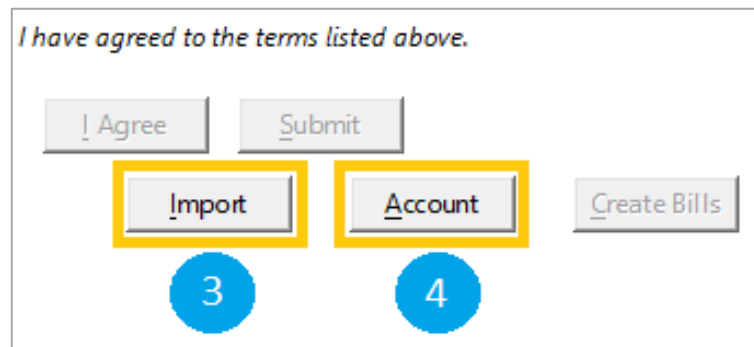 I have agreed to the terms listed above.
I Agree Submit
Import Account Create Bills
3 4